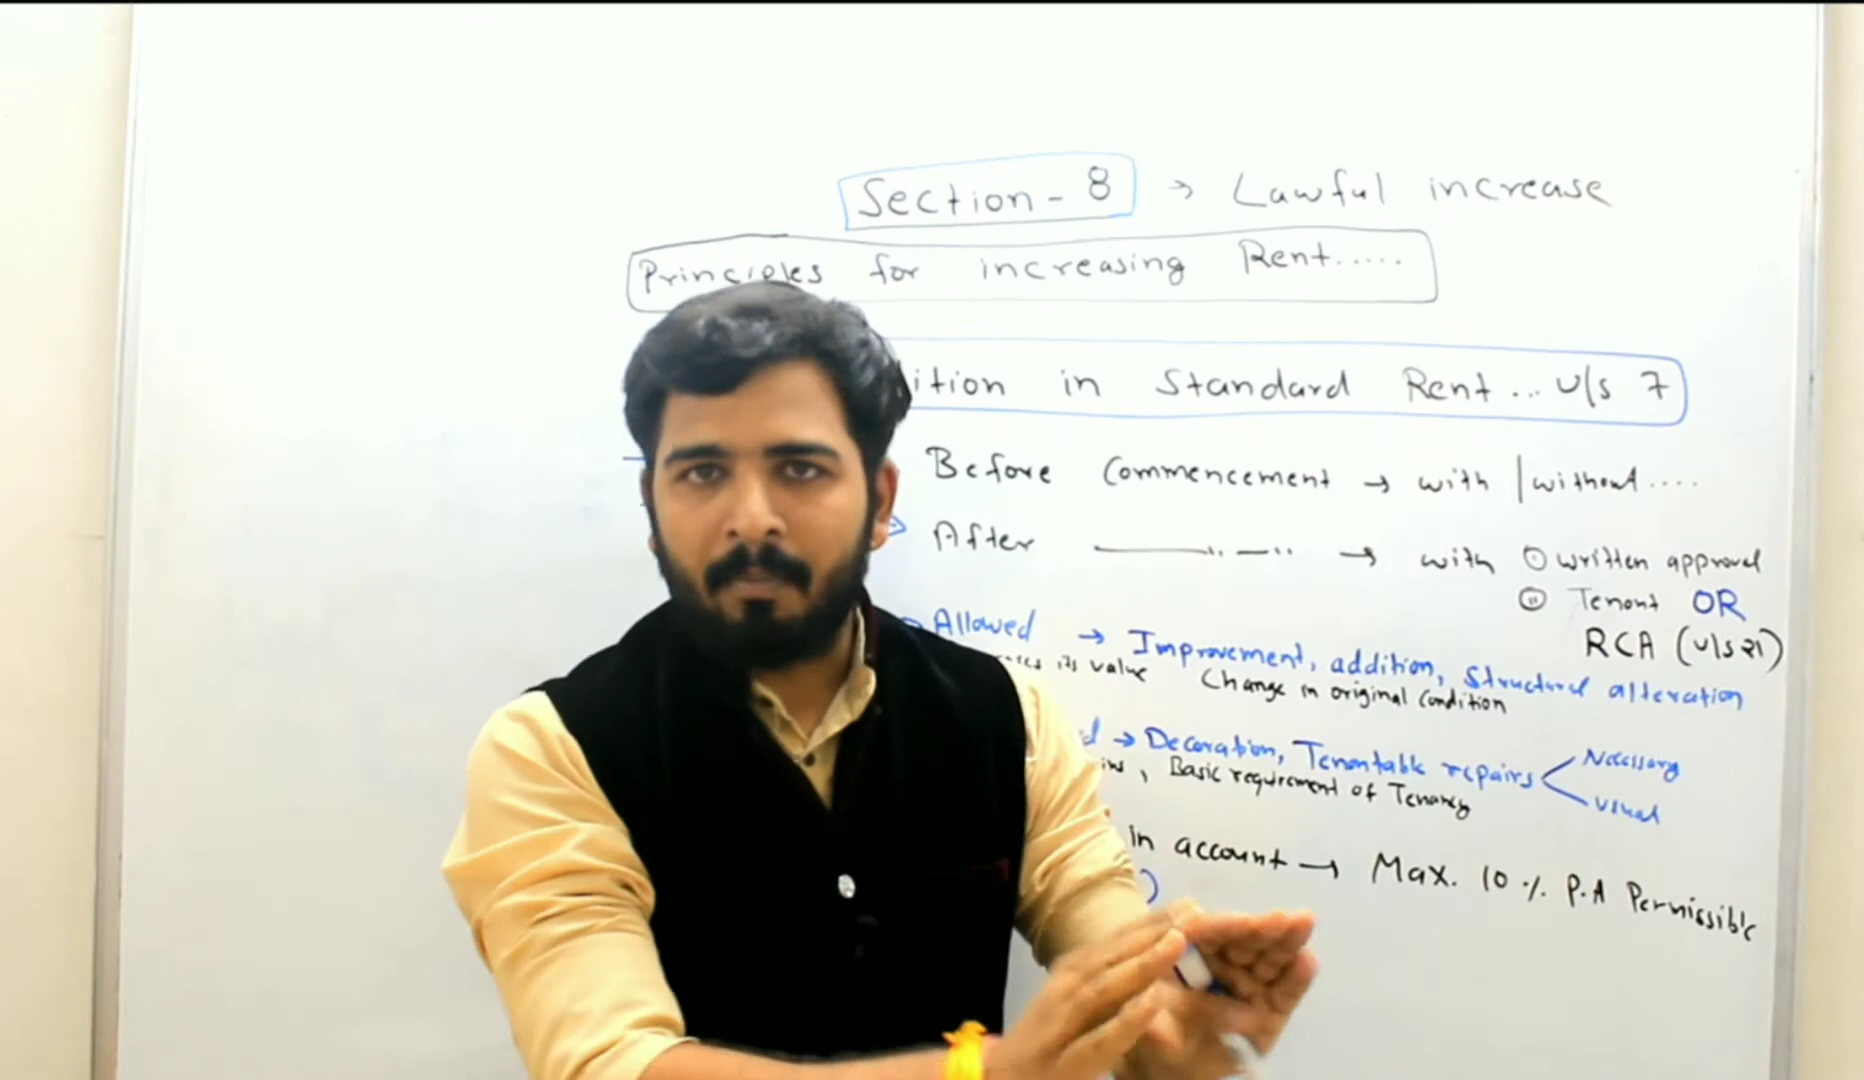 Section - 8 → Lawful increase
Principles for increasing Rent.....
ition in Standard Rent... U/s 7
Before Commencement → with / without....
After ——— .. — .. → with ① written approval
② Tenant OR
RCA (U/s 21)
Allowed → Improvement, addition, Structural alteration
its value Change in original Condition
d → Decoration, Tenantable repairs < Necessary
usual
, Basic requirement of Tenancy
In account → Max. 10 % P.A Permissible